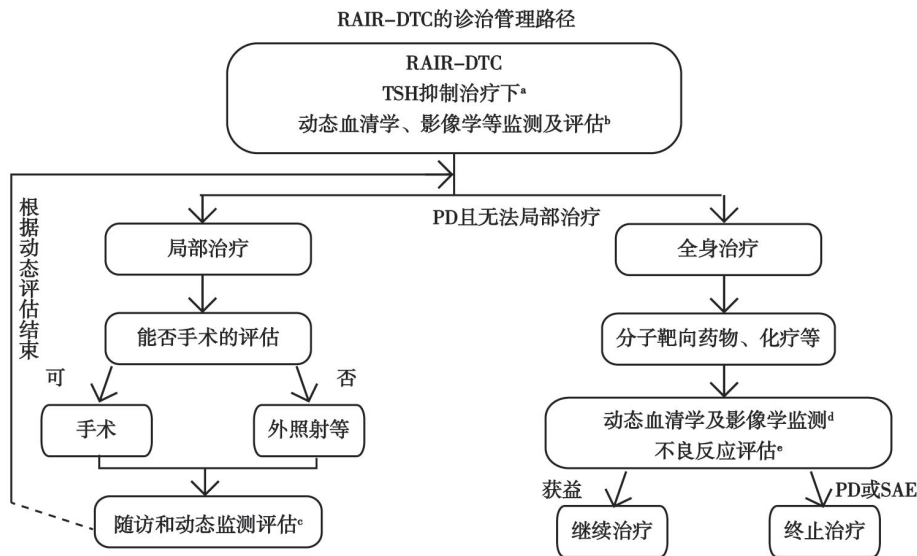 RAIR-DTC的诊治管理路径
RAIR-DTC
TSH抑制治疗下ᵃ
动态血清学、影像学等监测及评估ᵇ
根据动态评估结束
PD且无法局部治疗
局部治疗
全身治疗
能否手术的评估
分子靶向药物、化疗等
可
否
手术
外照射等
动态血清学及影像学监测ᵈ
不良反应评估ᵉ
随访和动态监测评估ᶜ
获益
PD或SAE
继续治疗
终止治疗